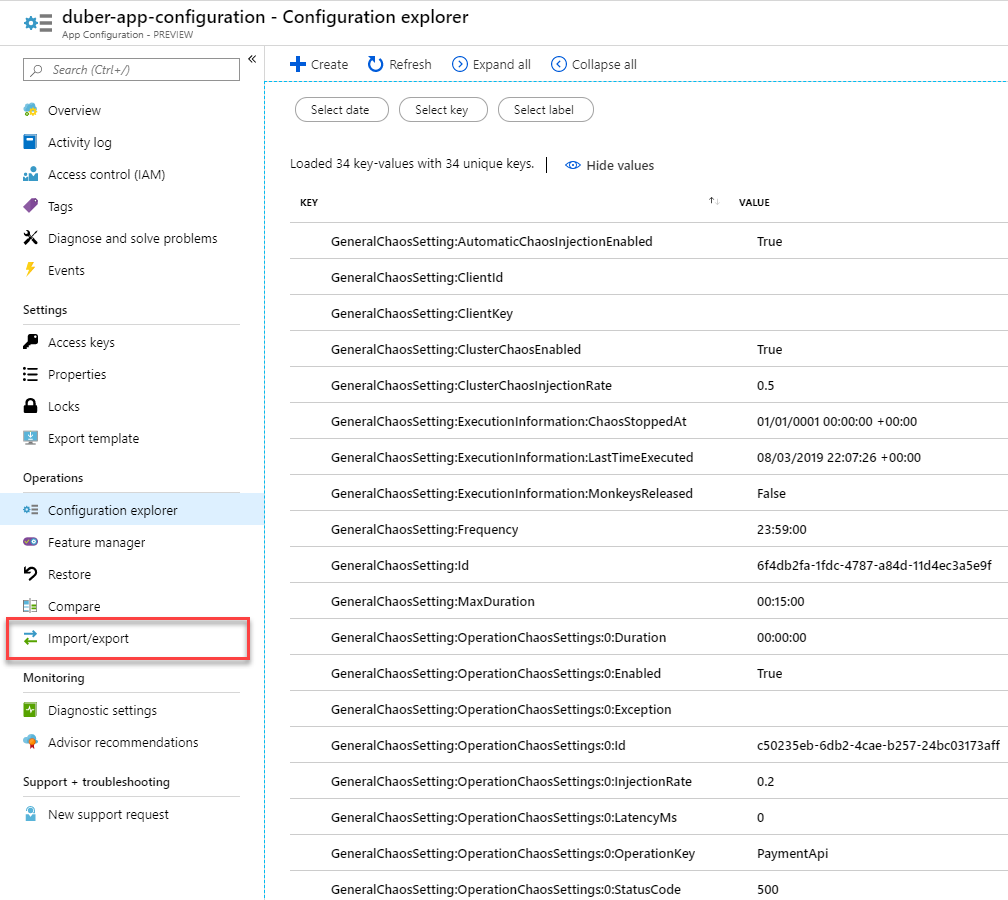 duber-app-configuration - Configuration explorer
App Configuration - PREVIEW
Search (Ctrl+/)
«
Overview
Activity log
Access control (IAM)
Tags
Diagnose and solve problems
Events
Settings
Access keys
Properties
Locks
Export template
Operations
Configuration explorer
Feature manager
Restore
Compare
Import/export
Monitoring
Diagnostic settings
Advisor recommendations
Support + troubleshooting
New support request
Create Refresh Expand all Collapse all
Select date Select key Select label
Loaded 34 key-values with 34 unique keys. | Hide values
KEY ↑↓ VALUE
GeneralChaosSetting:AutomaticChaosInjectionEnabled True
GeneralChaosSetting:ClientId
GeneralChaosSetting:ClientKey
GeneralChaosSetting:ClusterChaosEnabled True
GeneralChaosSetting:ClusterChaosInjectionRate 0.5
GeneralChaosSetting:ExecutionInformation:ChaosStoppedAt 01/01/0001 00:00:00 +00:00
GeneralChaosSetting:ExecutionInformation:LastTimeExecuted 08/03/2019 22:07:26 +00:00
GeneralChaosSetting:ExecutionInformation:MonkeysReleased False
GeneralChaosSetting:Frequency 23:59:00
GeneralChaosSetting:Id 6f4db2fa-1fdc-4787-a84d-11d4ec3a5e9f
GeneralChaosSetting:MaxDuration 00:15:00
GeneralChaosSetting:OperationChaosSettings:0:Duration 00:00:00
GeneralChaosSetting:OperationChaosSettings:0:Enabled True
GeneralChaosSetting:OperationChaosSettings:0:Exception
GeneralChaosSetting:OperationChaosSettings:0:Id c50235eb-6db2-4cae-b257-24bc03173aff
GeneralChaosSetting:OperationChaosSettings:0:InjectionRate 0.2
GeneralChaosSetting:OperationChaosSettings:0:LatencyMs 0
GeneralChaosSetting:OperationChaosSettings:0:OperationKey PaymentApi
GeneralChaosSetting:OperationChaosSettings:0:StatusCode 500